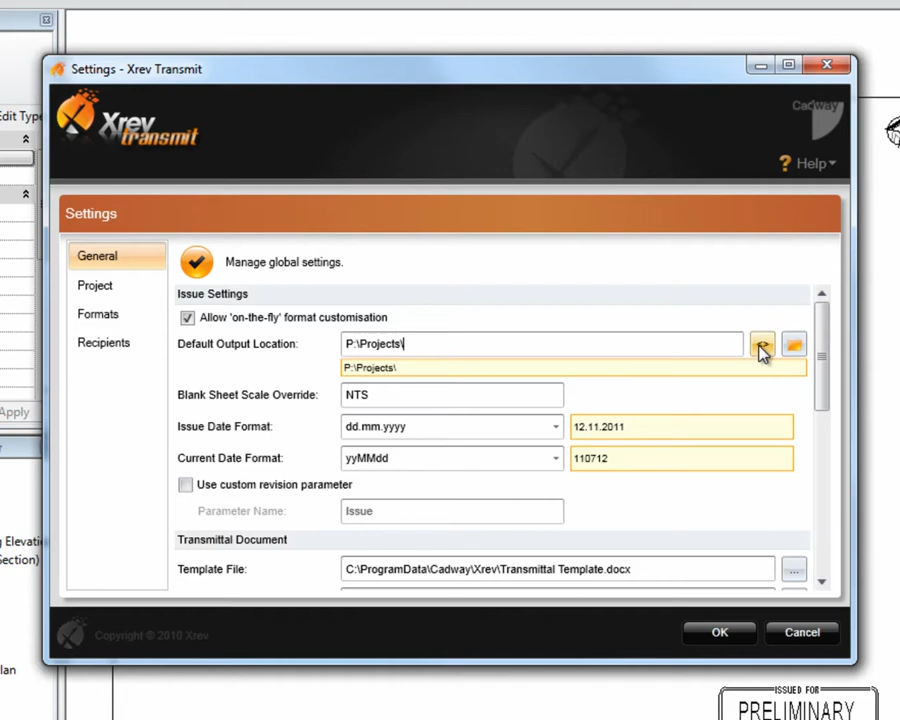 Settings - Xrev Transmit
Edit Type
Xrev
transmit
Cadway
? Help
Settings
General
Project
Formats
Recipients
Manage global settings.
Issue Settings
Allow 'on-the-fly' format customisation
Default Output Location:
P:\Projects\
P:\Projects\
Blank Sheet Scale Override:
NTS
Issue Date Format:
dd.mm.yyyy
12.11.2011
Current Date Format:
yyMMdd
110712
Use custom revision parameter
Parameter Name:
Issue
Transmittal Document
Template File:
C:\ProgramData\Cadway\Xrev\Transmittal Template.docx
...
Apply
g Elevati
Section)
lan
Copyright © 2010 Xrev
OK
Cancel
ISSUED FOR
PRELIMINARY